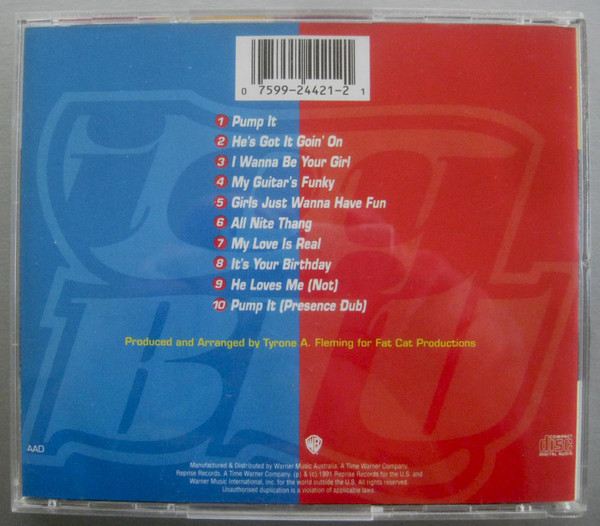 0 7599-24421-2 1
1 Pump It
2 He's Got It Goin' On
3 I Wanna Be Your Girl
4 My Guitar's Funky
5 Girls Just Wanna Have Fun
6 All Nite Thang
7 My Love Is Real
8 It's Your Birthday
9 He Loves Me (Not)
10 Pump It (Presence Dub)
Produced and Arranged by Tyrone A. Fleming for Fat Cat Productions
AAD
WB
COMPACT
disc
DIGITAL AUDIO
Manufactured & Distributed by Warner Music Australia. A Time Warner Company.
Reprise Records. A Time Warner Company. (p) & (c) 1991 Reprise Records for the U.S. and
Warner Music International, Inc. for the world outside the U.S. All rights reserved.
Unauthorised duplication is a violation of applicable laws.